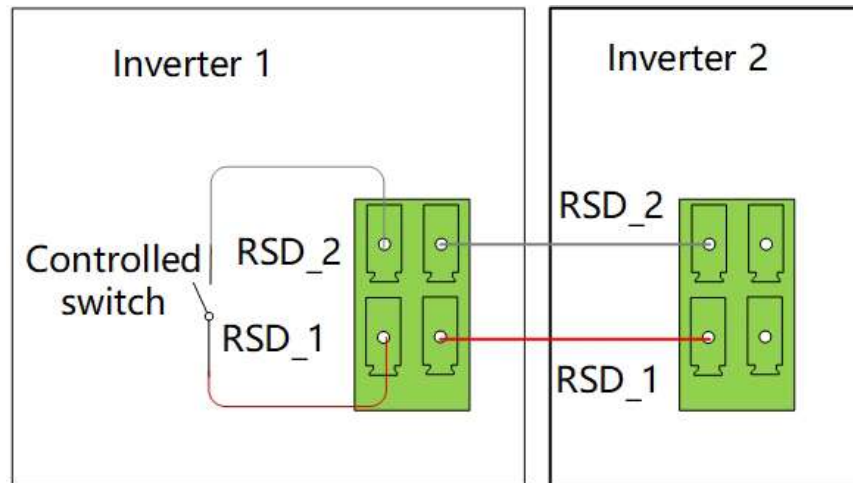 Inverter 1
Inverter 2
RSD_2
RSD_2
Controlled
switch
RSD_1
RSD_1